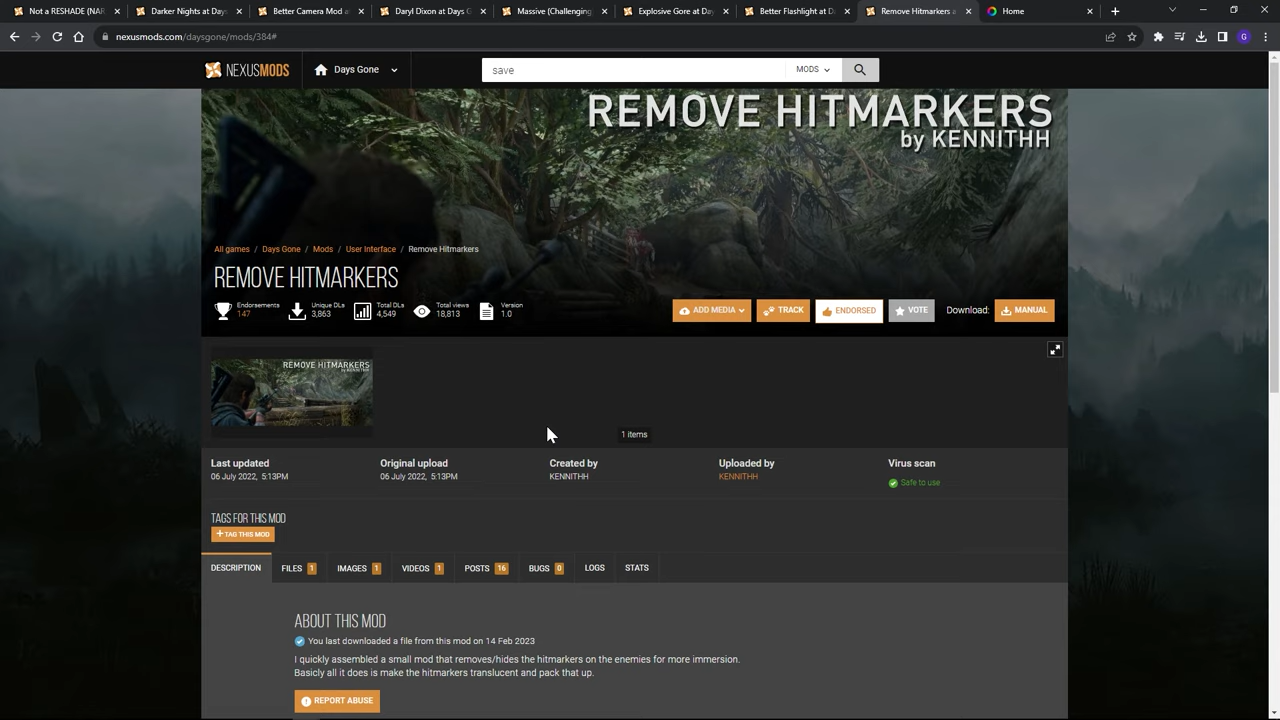 Not a RESHADE (NAR
Darker Nights at Days
Better Camera Mod a
Daryl Dixon at Days G
Massive (Challenging
Explosive Gore at Day
Better Flashlight at D
Remove Hitmarkers a
Home
nexusmods.com/daysgone/mods/384#
G
NEXUSMODS
Days Gone
save
MODS
REMOVE HITMARKERS
by KENNITHH
All games / Days Gone / Mods / User Interface / Remove Hitmarkers
REMOVE HITMARKERS
Endorsements
147
Unique DLs
3,863
Total DLs
4,549
Total views
18,813
Version
1.0
ADD MEDIA
TRACK
ENDORSED
VOTE
Download:
MANUAL
REMOVE HITMARKERS
by KENNITHH
1 items
Last updated
06 July 2022, 5:13PM
Original upload
06 July 2022, 5:13PM
Created by
KENNITHH
Uploaded by
KENNITHH
Virus scan
Safe to use
TAGS FOR THIS MOD
+ TAG THIS MOD
DESCRIPTION
FILES 1
IMAGES 1
VIDEOS 1
POSTS 16
BUGS 0
LOGS
STATS
ABOUT THIS MOD
You last downloaded a file from this mod on 14 Feb 2023
I quickly assembled a small mod that removes/hides the hitmarkers on the enemies for more immersion.
Basicly all it does is make the hitmarkers translucent and pack that up.
REPORT ABUSE